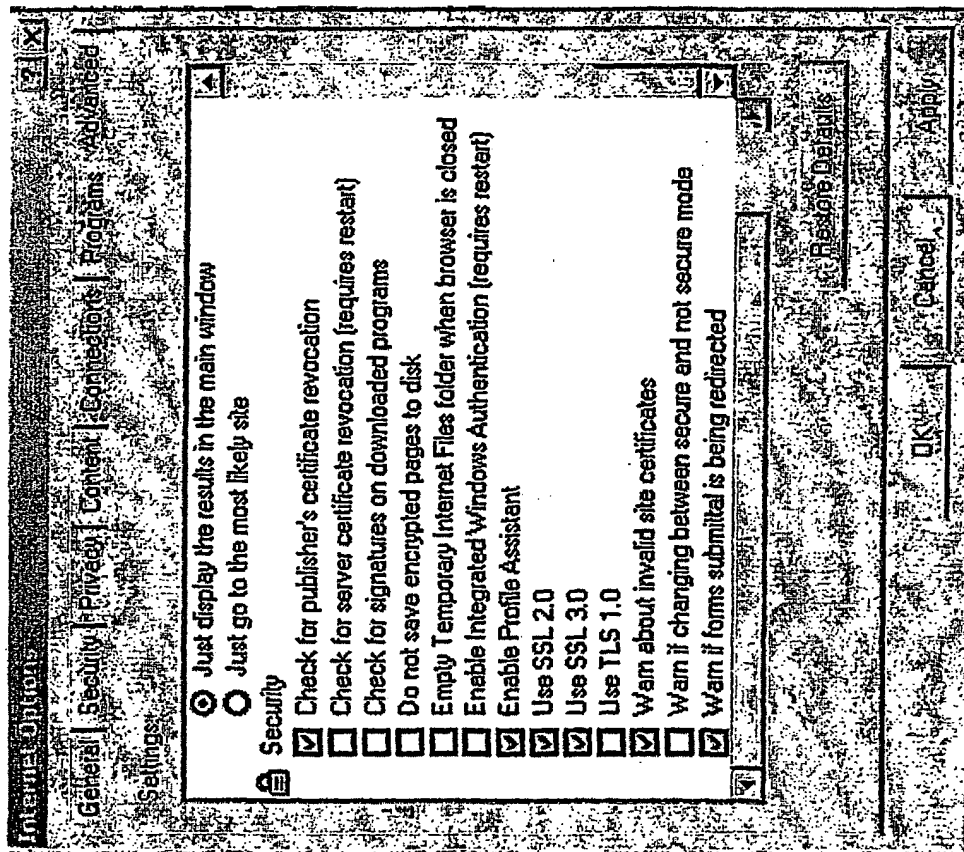 Internet option
? X
General Security Privacy Content Connections Programs Advanced
Settings:
Just display the results in the main window
Just go to the most likely site
Security
Check for publisher's certificate revocation
Check for server certificate revocation (requires restart)
Check for signatures on downloaded programs
Do not save encrypted pages to disk
Empty Temporary Internet Files folder when browser is closed
Enable Integrated Windows Authentication (requires restart)
Enable Profile Assistant
Use SSL 2.0
Use SSL 3.0
Use TLS 1.0
Warn about invalid site certificates
Warn if changing between secure and not secure mode
Warn if forms submittal is being redirected
Restore Defaults
OK Cancel Apply